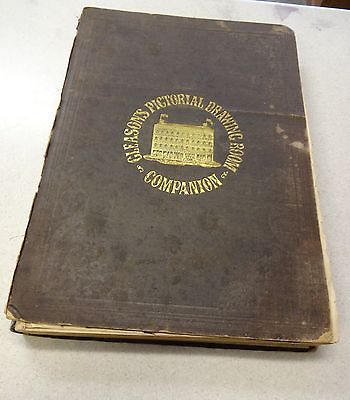 GLEASON'S PICTORIAL DRAWING ROOM
COMPANION